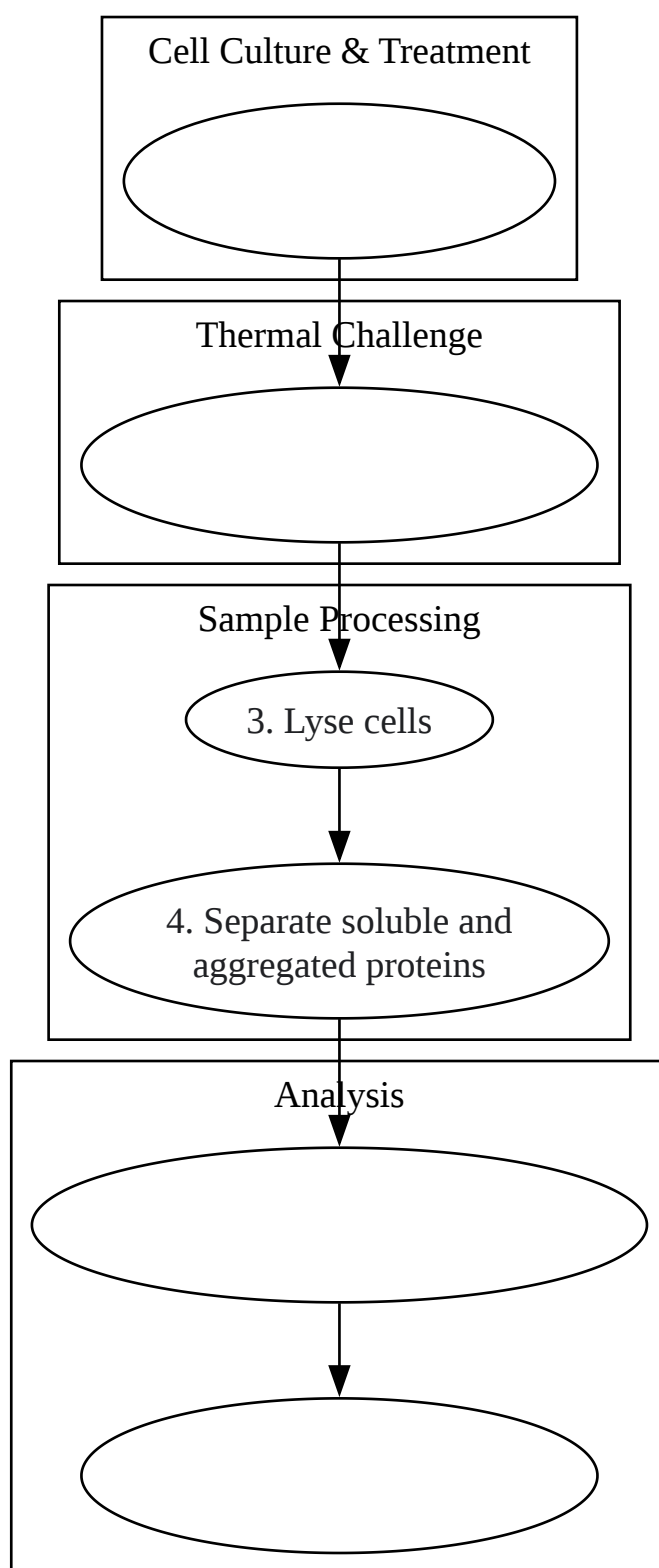 Cell Culture & Treatment
Thermal Challenge
Sample Processing
3. Lyse cells
4. Separate soluble and
aggregated proteins
Analysis